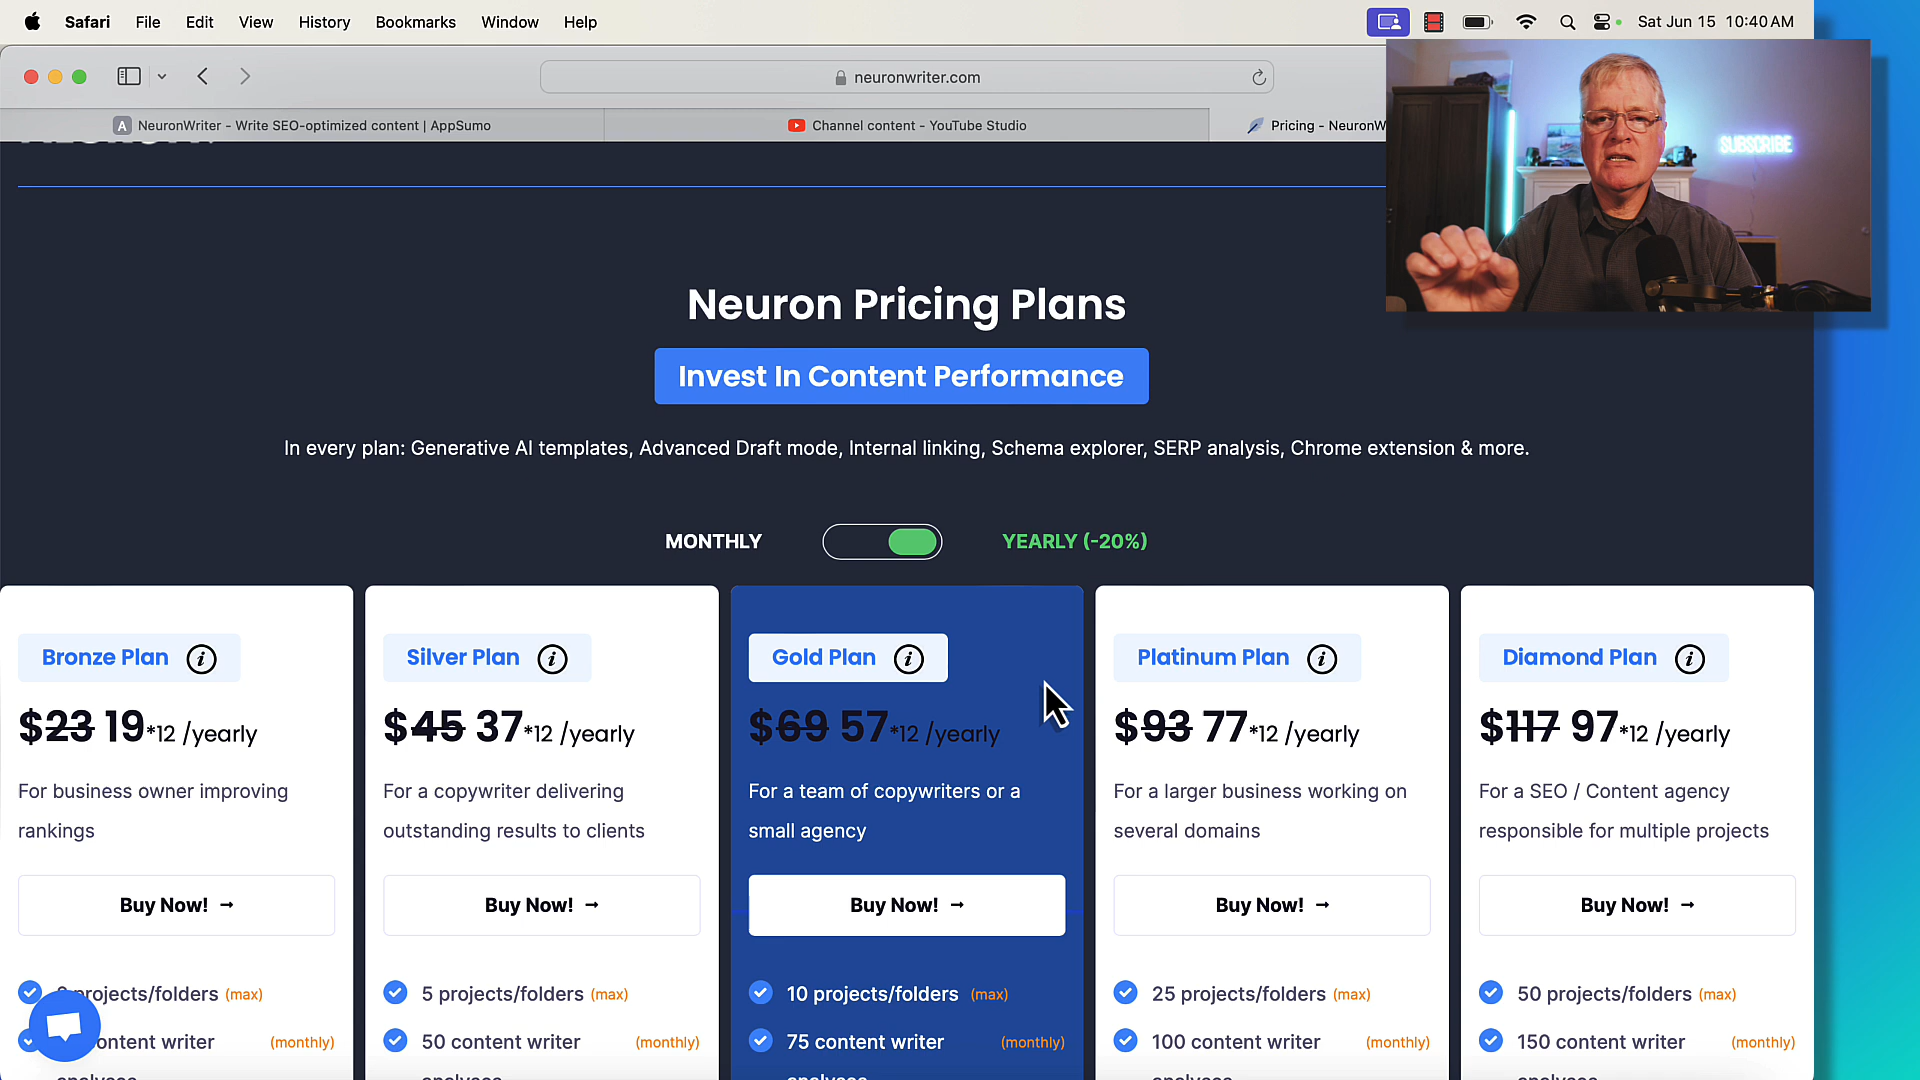 Safari File Edit View History Bookmarks Window Help Sat Jun 15 10:40 AM
neuronwriter.com
A NeuronWriter - Write SEO-optimized content | AppSumo
Channel content - YouTube Studio
Pricing - NeuronW
SUBSCRIBE
Neuron Pricing Plans
Invest In Content Performance
In every plan: Generative AI templates, Advanced Draft mode, Internal linking, Schema explorer, SERP analysis, Chrome extension & more.
MONTHLY YEARLY (-20%)
Bronze Plan i
$23 19*12 /yearly
For business owner improving
rankings
Buy Now! →
projects/folders (max)
content writer (monthly)
Silver Plan i
$45 37*12 /yearly
For a copywriter delivering
outstanding results to clients
Buy Now! →
5 projects/folders (max)
50 content writer (monthly)
analyses
Gold Plan i
$69 57*12 /yearly
For a team of copywriters or a
small agency
Buy Now! →
10 projects/folders (max)
75 content writer (monthly)
analyses
Platinum Plan i
$93 77*12 /yearly
For a larger business working on
several domains
Buy Now! →
25 projects/folders (max)
100 content writer (monthly)
analyses
Diamond Plan i
$117 97*12 /yearly
For a SEO / Content agency
responsible for multiple projects
Buy Now! →
50 projects/folders (max)
150 content writer (monthly)
analyses